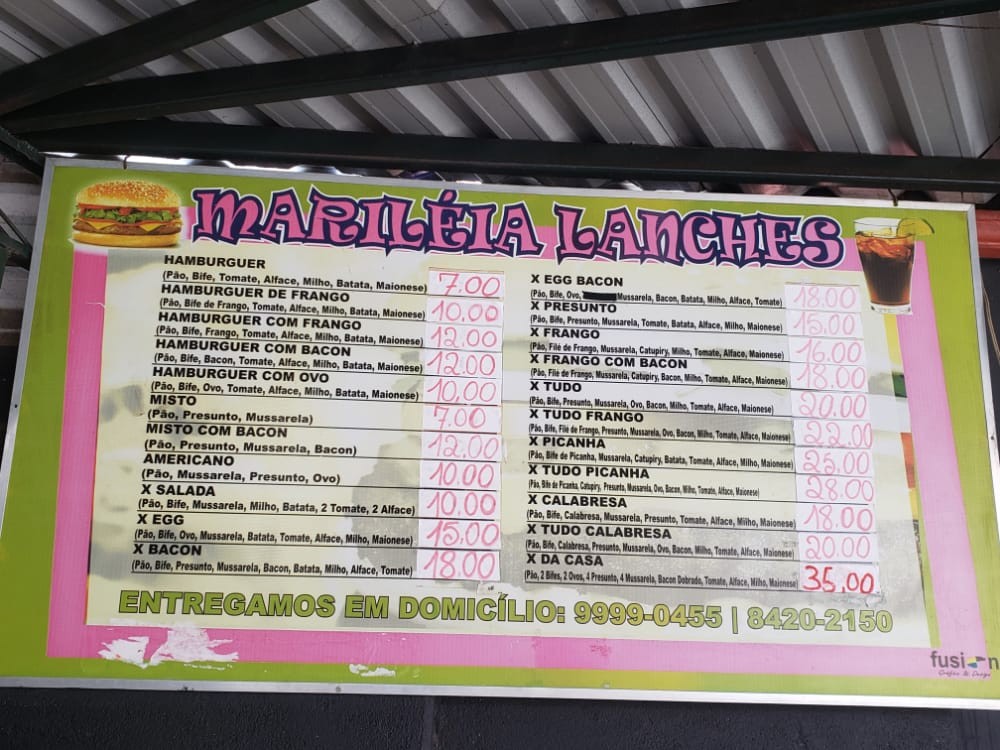 MARILÉIA LANCHES
HAMBURGUER
(Pão, Bife, Tomate, Alface, Milho, Batata, Maionese) 7.00
HAMBURGUER DE FRANGO
(Pão, Bife de Frango, Tomate, Alface, Milho, Batata, Maionese) 10.00
HAMBURGUER COM FRANGO
(Pão, Bife, Frango, Tomate, Alface, Milho, Batata, Maionese) 12.00
HAMBURGUER COM BACON
(Pão, Bife, Bacon, Tomate, Alface, Milho, Batata, Maionese) 12.00
HAMBURGUER COM OVO
(Pão, Bife, Ovo, Tomate, Alface, Milho, Batata, Maionese) 10.00
MISTO
(Pão, Presunto, Mussarela) 7.00
MISTO COM BACON
(Pão, Presunto, Mussarela, Bacon) 12.00
AMERICANO
(Pão, Mussarela, Presunto, Ovo) 10.00
X SALADA
(Pão, Bife, Mussarela, Milho, Batata, 2 Tomate, 2 Alface) 10.00
X EGG
(Pão, Bife, Ovo, Mussarela, Batata, Tomate, Alface, Milho, Maionese) 15.00
X BACON
(Pão, Bife, Presunto, Mussarela, Bacon, Batata, Milho, Alface, Tomate) 18.00
X EGG BACON
(Pão, Bife, Ovo, Mussarela, Bacon, Batata, Milho, Alface, Tomate) 18.00
X PRESUNTO
(Pão, Bife, Presunto, Mussarela, Tomate, Batata, Alface, Milho, Maionese) 15.00
X FRANGO
(Pão, Filé de Frango, Mussarela, Catupiry, Milho, Tomate, Alface, Maionese) 16.00
X FRANGO COM BACON
(Pão, File de Frango, Mussarela, Catupiry, Bacon, Milho, Tomate, Alface, Maionese) 18.00
X TUDO
(Pão, Bife, Presunto, Mussarela, Ovo, Bacon, Milho, Tomate, Alface, Maionese) 20.00
X TUDO FRANGO
(Pão, Bife, File de Frango, Presunto, Mussarela, Ovo, Bacon, Milho, Tomate, Alface, Maionese) 22.00
X PICANHA
(Pão, Bife de Picanha, Mussarela, Catupiry, Batata, Tomate, Alface, Milho, Maionese) 25.00
X TUDO PICANHA
(Pão, Bife de Picanha, Catupiry, Presunto, Mussarela, Ovo, Bacon, Milho, Tomate, Alface, Maionese) 28.00
X CALABRESA
(Pão, Bife, Calabresa, Mussarela, Presunto, Tomate, Alface, Milho, Maionese) 18.00
X TUDO CALABRESA
(Pão, Bife, Calabresa, Presunto, Mussarela, Ovo, Bacon, Milho, Tomate, Alface, Maionese) 20.00
X DA CASA
(Pão, 2 Bifes, 2 Ovos, 4 Presunto, 4 Mussarela, Bacon Dobrado, Tomate, Alface, Milho, Maionese) 35,00
ENTREGAMOS EM DOMICÍLIO: 9999-0455 | 8420-2150
fusion